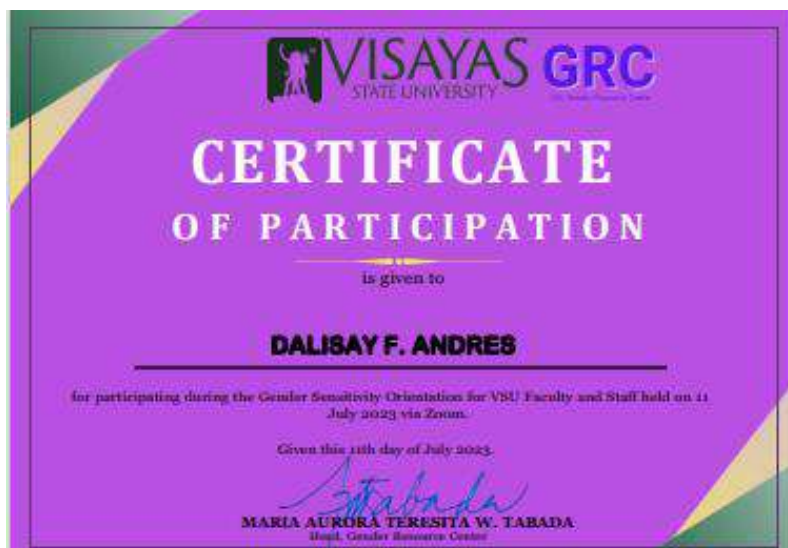 VISAYAS
STATE UNIVERSITY
GRC
CERTIFICATE
OF PARTICIPATION
is given to
DALISAY F. ANDRES
for participating during the Gender Sensitivity Orientation for VSU Faculty and Staff held on 11
July 2023 via Zoom.
Given this 11th day of July 2023.
MARIA AURORA TERESITA W. TABADA
Head, Gender Resource Center